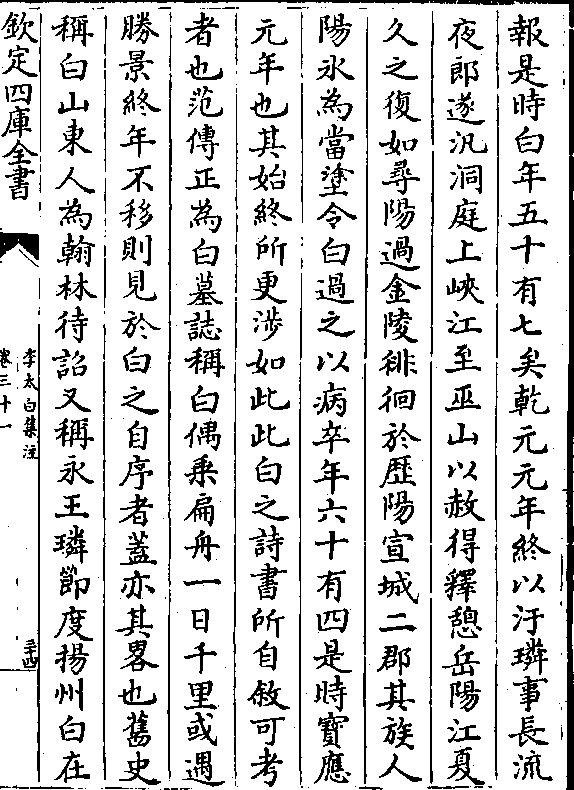 報是時白年五十有七矣乾元元年終以汙璘事長流
夜郎遂汎洞庭上峽江至巫山以赦得釋憩岳陽江夏
久之復如尋陽過金陵徘徊於歴陽宣城二郡其族人
陽氷為當塗令白過之以病卒年六十有四是時寳應
元年也其始終所更渉如此此白之詩書所自敘可考
者也范傳正為白墓誌稱白偶乘扁舟一日千里或遇
勝景終年不移則見於白之自序者蓋亦其畧也舊史
稱白山東人為翰林待詔又稱永王璘節度揚州白在
欽定四庫全書
李太白集注
卷三十一
三十四